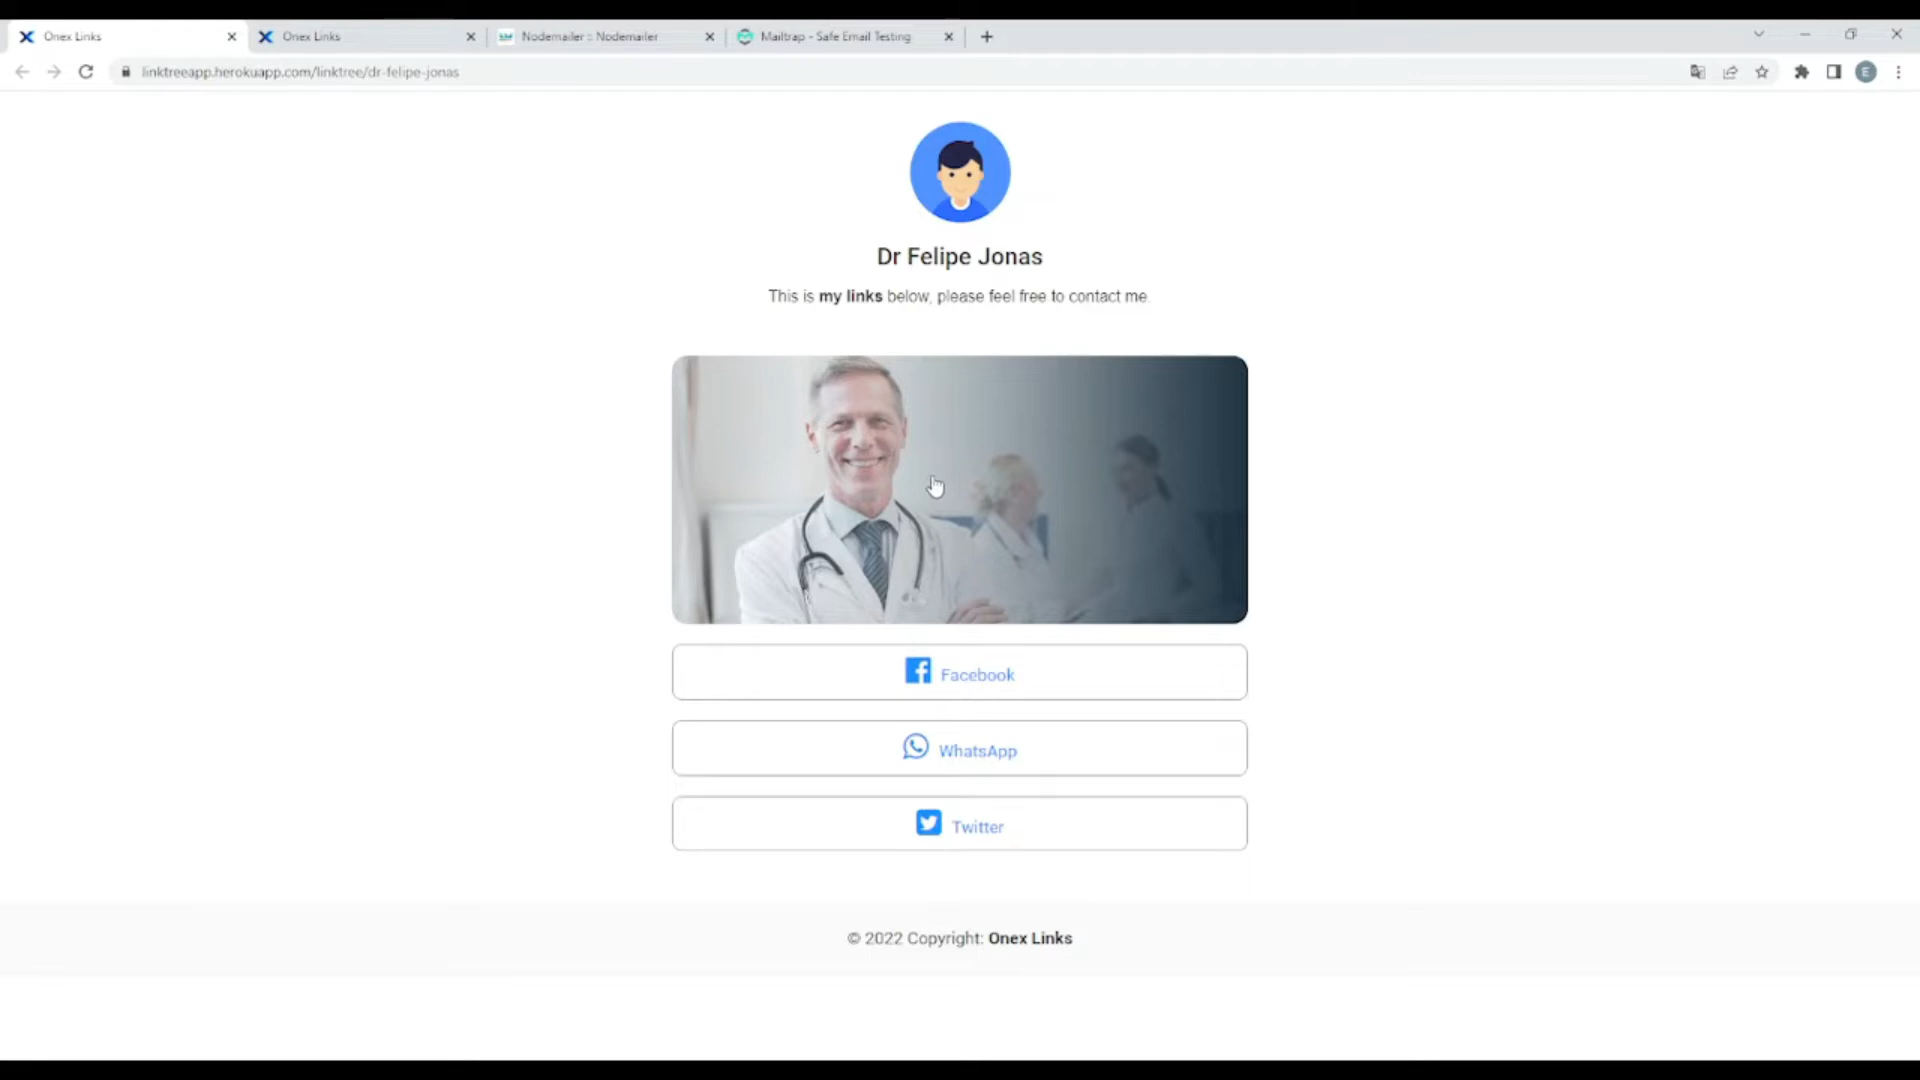 Onex Links
Onex Links
Nodemailer :: Nodemailer
Mailtrap - Safe Email Testing
linktreeapp.herokuapp.com/linktree/dr-felipe-jonas
E
Dr Felipe Jonas
This is my links below, please feel free to contact me.
Facebook
WhatsApp
Twitter
© 2022 Copyright: Onex Links